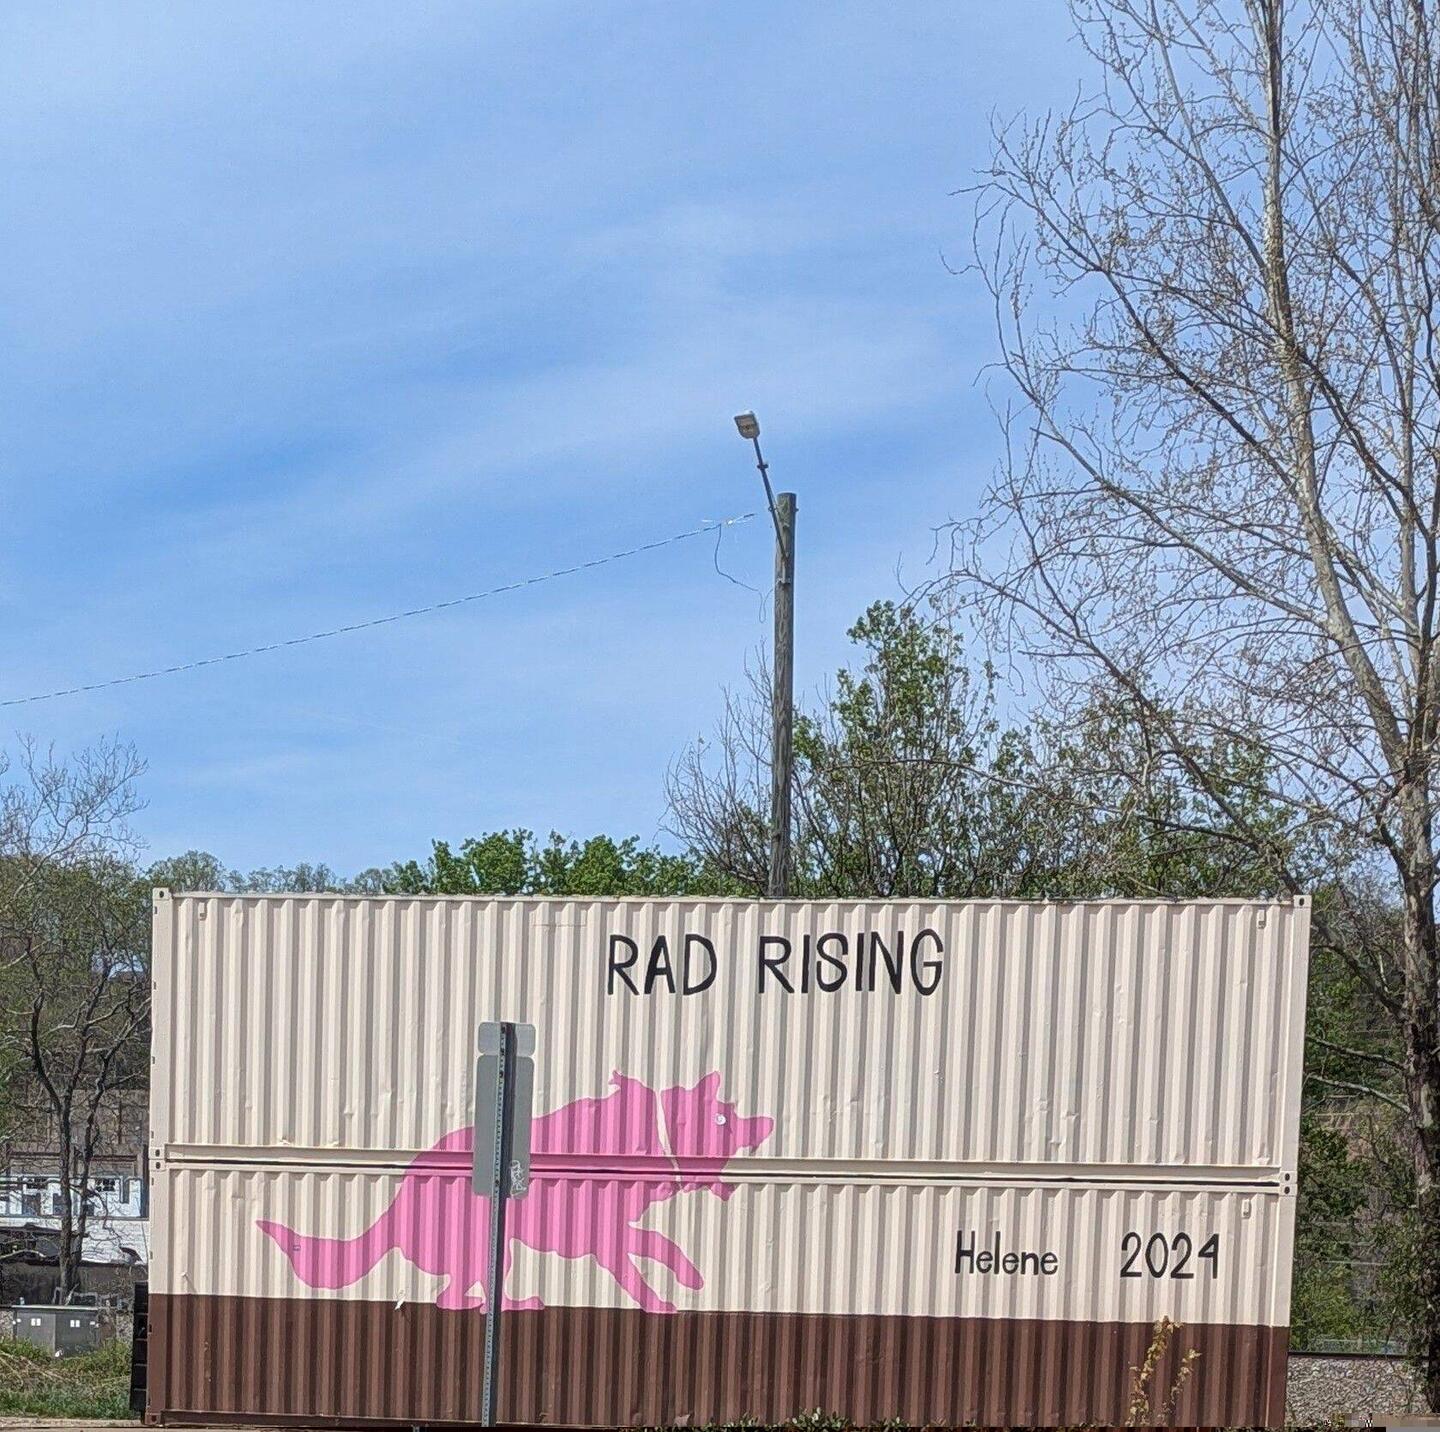 RAD RISING
Helene 2024